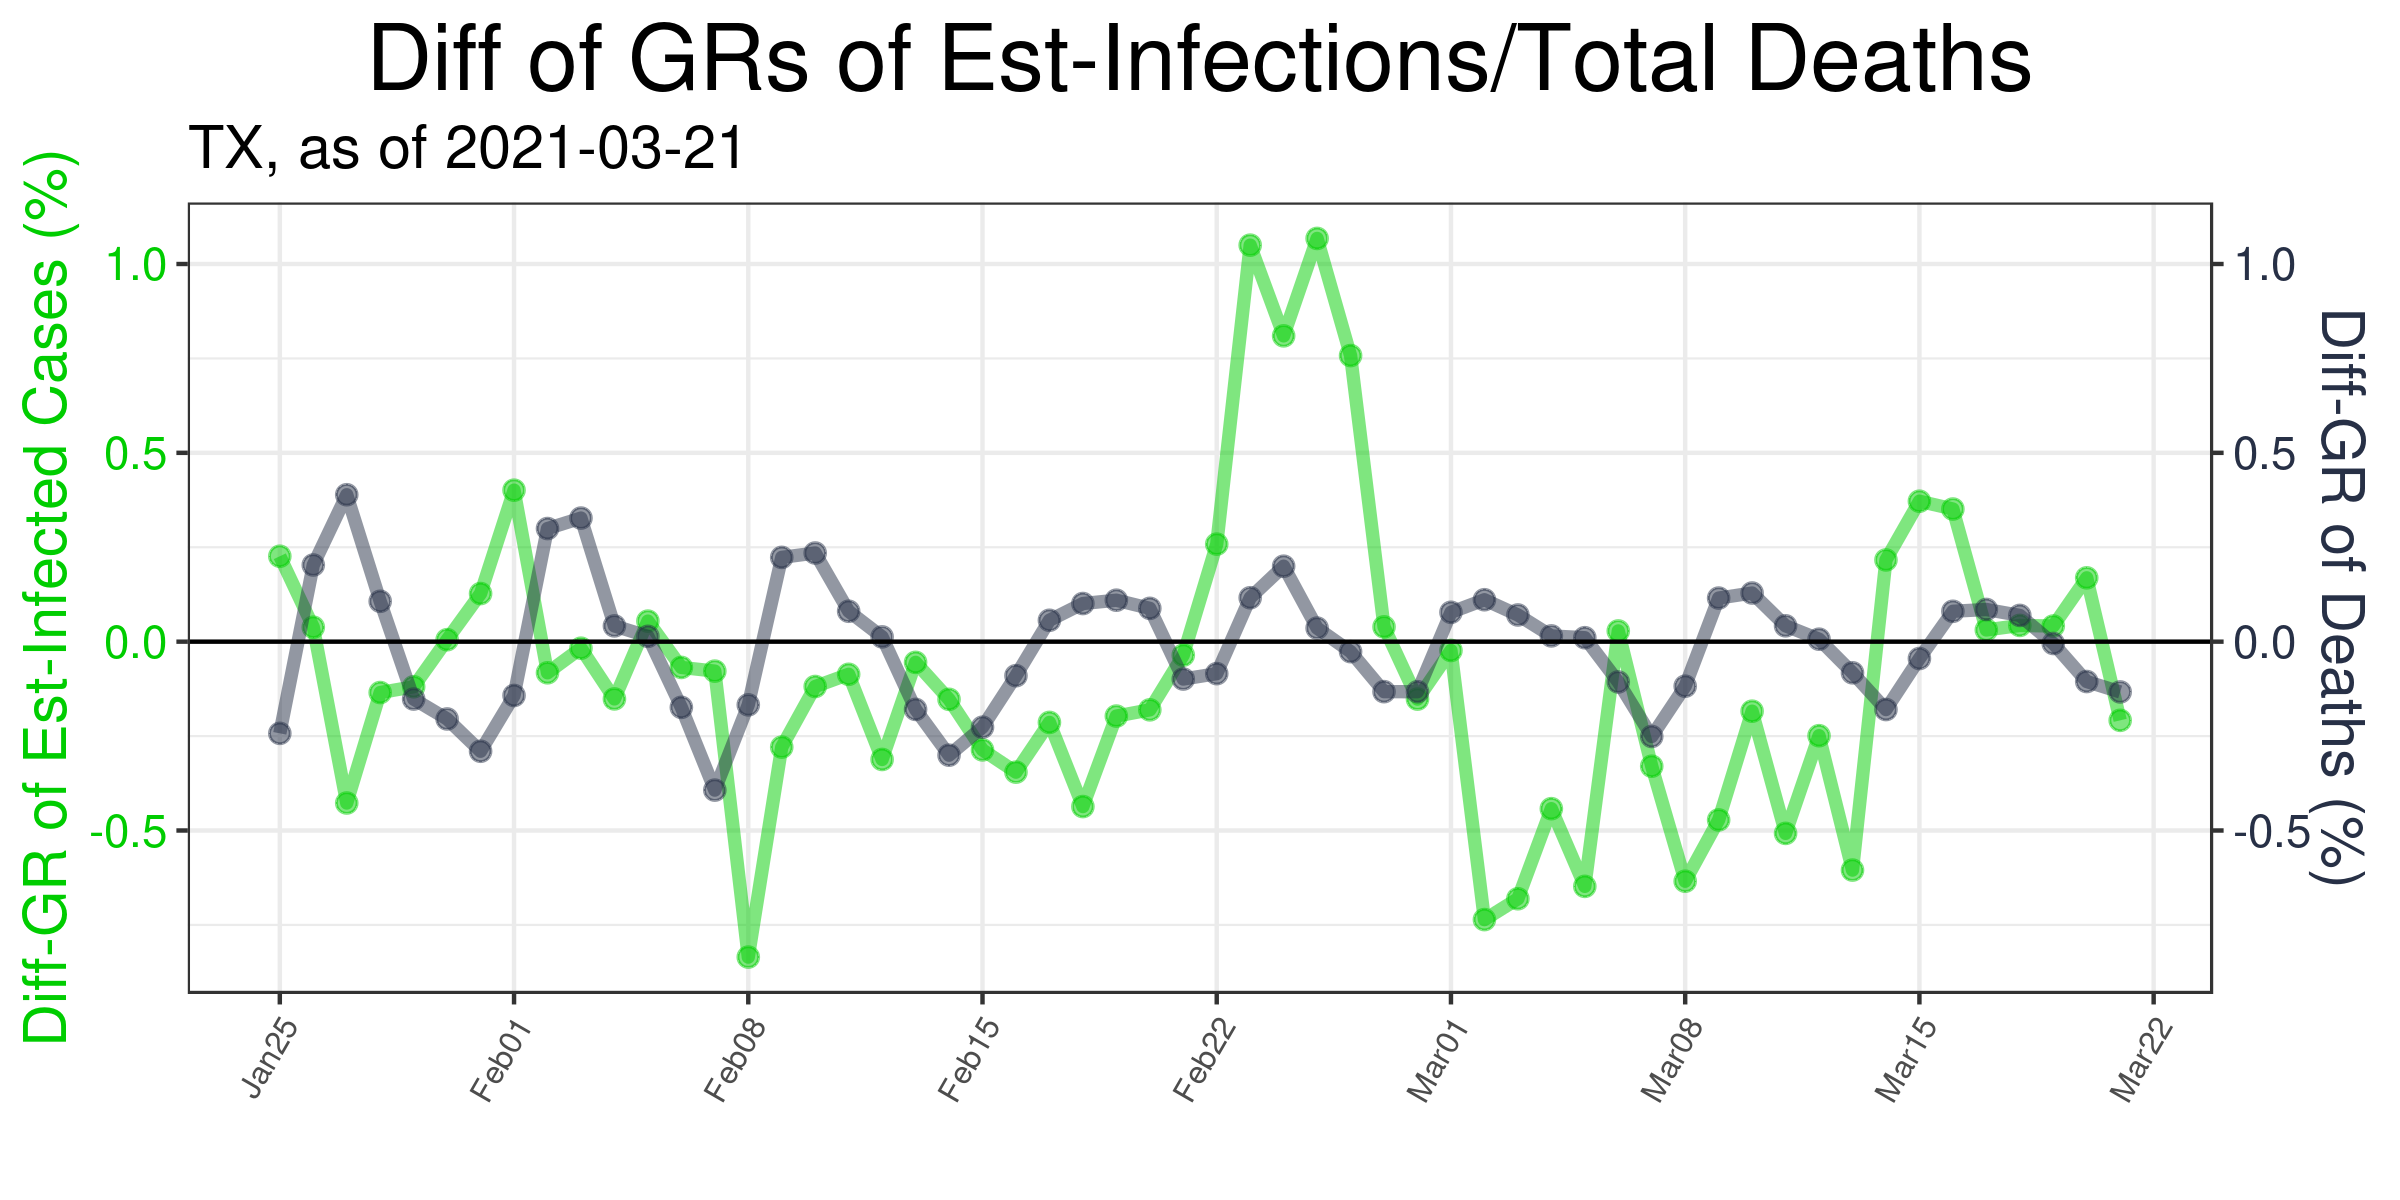 Diff of GRs of Est-Infections/Total Deaths
TX, as of 2021-03-21
Diff-GR of Est-Infected Cases (%)
1.0
0.5
0.0
-0.5
1.0
0.5
0.0
-0.5
Diff-GR of Deaths (%)
Jan25
Feb01
Feb08
Feb15
Feb22
Mar01
Mar08
Mar15
Mar22